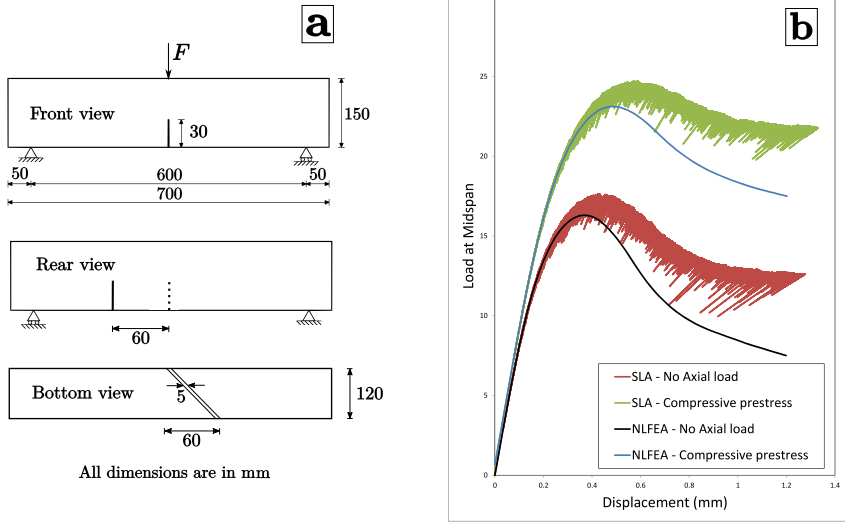 a
F
Front view
30
150
50
600
50
700
Rear view
60
Bottom view
5
120
60
All dimensions are in mm
b
25
20
15
10
5
0
Load at Midspan
0
0.2
0.4
0.6
0.8
1
1.2
1.4
Displacement (mm)
SLA - No Axial load
SLA - Compressive prestress
NLFEA - No Axial load
NLFEA - Compressive prestress